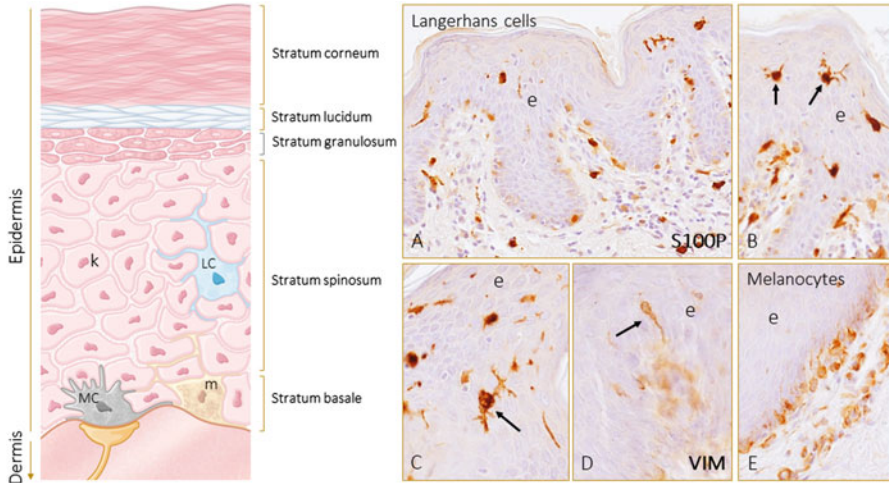 Epidermis
Dermis
k
LC
MC
m
Stratum corneum
Stratum lucidum
Stratum granulosum
Stratum spinosum
Stratum basale
Langerhans cells
e
A
S100P
e
B
e
C
e
D
VIM
Melanocytes
e
E